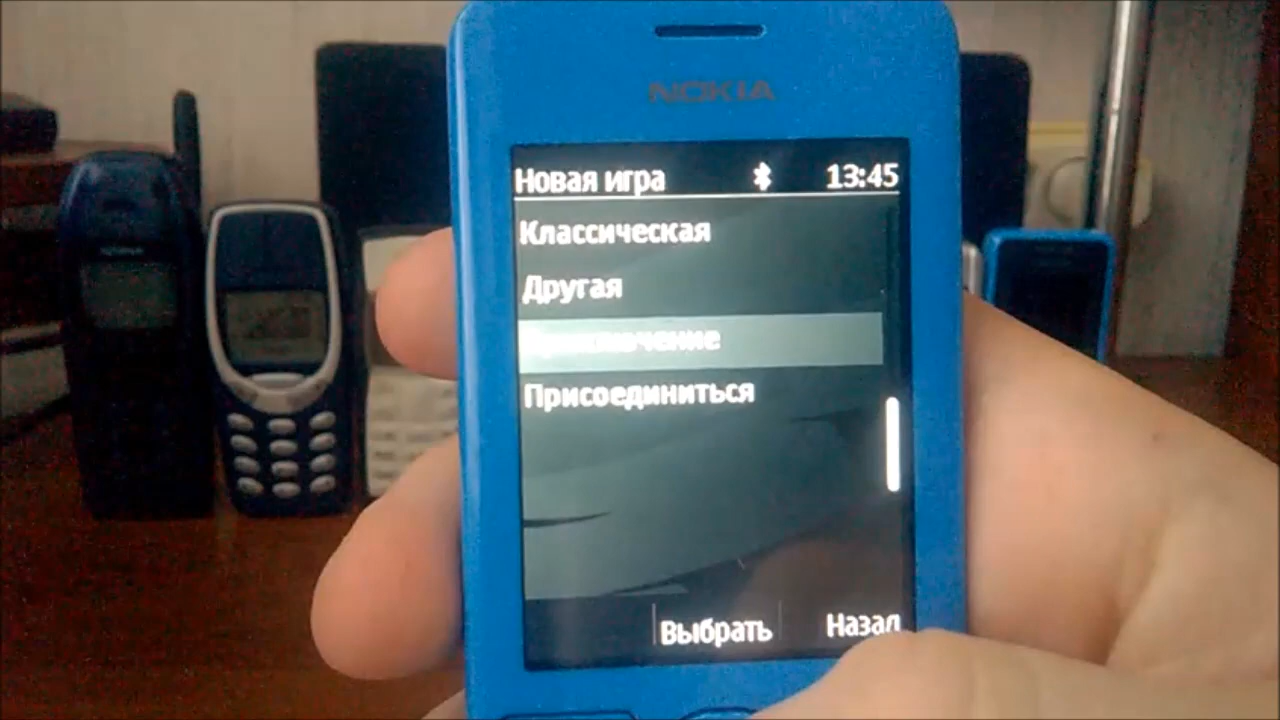 NOKIA
Новая игра 13:45
Классическая
Другая
Присоединиться
Выбрать Назад